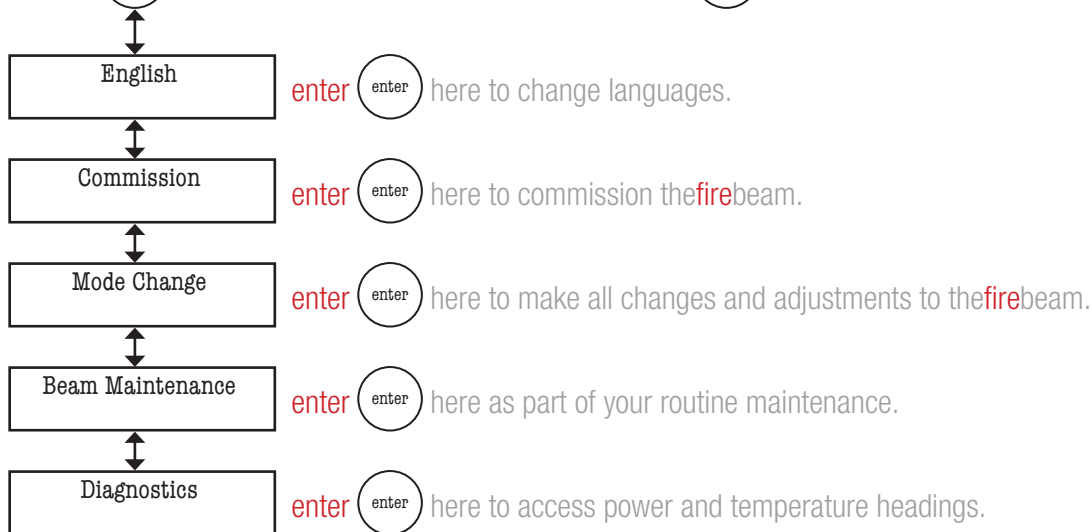 English
enter enter here to change languages.
Commission
enter enter here to commission thefirebeam.
Mode Change
enter enter here to make all changes and adjustments to thefirebeam.
Beam Maintenance
enter enter here as part of your routine maintenance.
Diagnostics
enter enter here to access power and temperature headings.